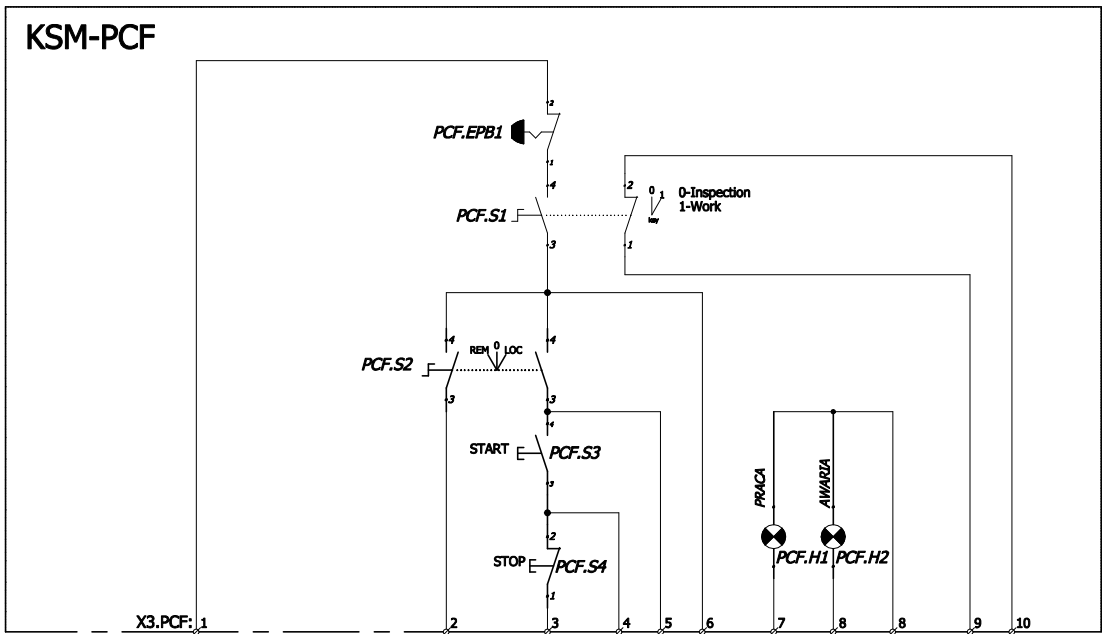 KSM-PCF
2
PCF.EPB1
1
4
2
0
1
0-Inspection
1-Work
PCF.S1
key
3
1
4
REM
0
LOC
4
PCF.S2
3
3
4
START
PCF.S3
3
PRACA
AWARIA
2
STOP
PCF.S4
PCF.H1
PCF.H2
1
X3.PCF: 1 2 3 4 5 6 7 8 8 9 10